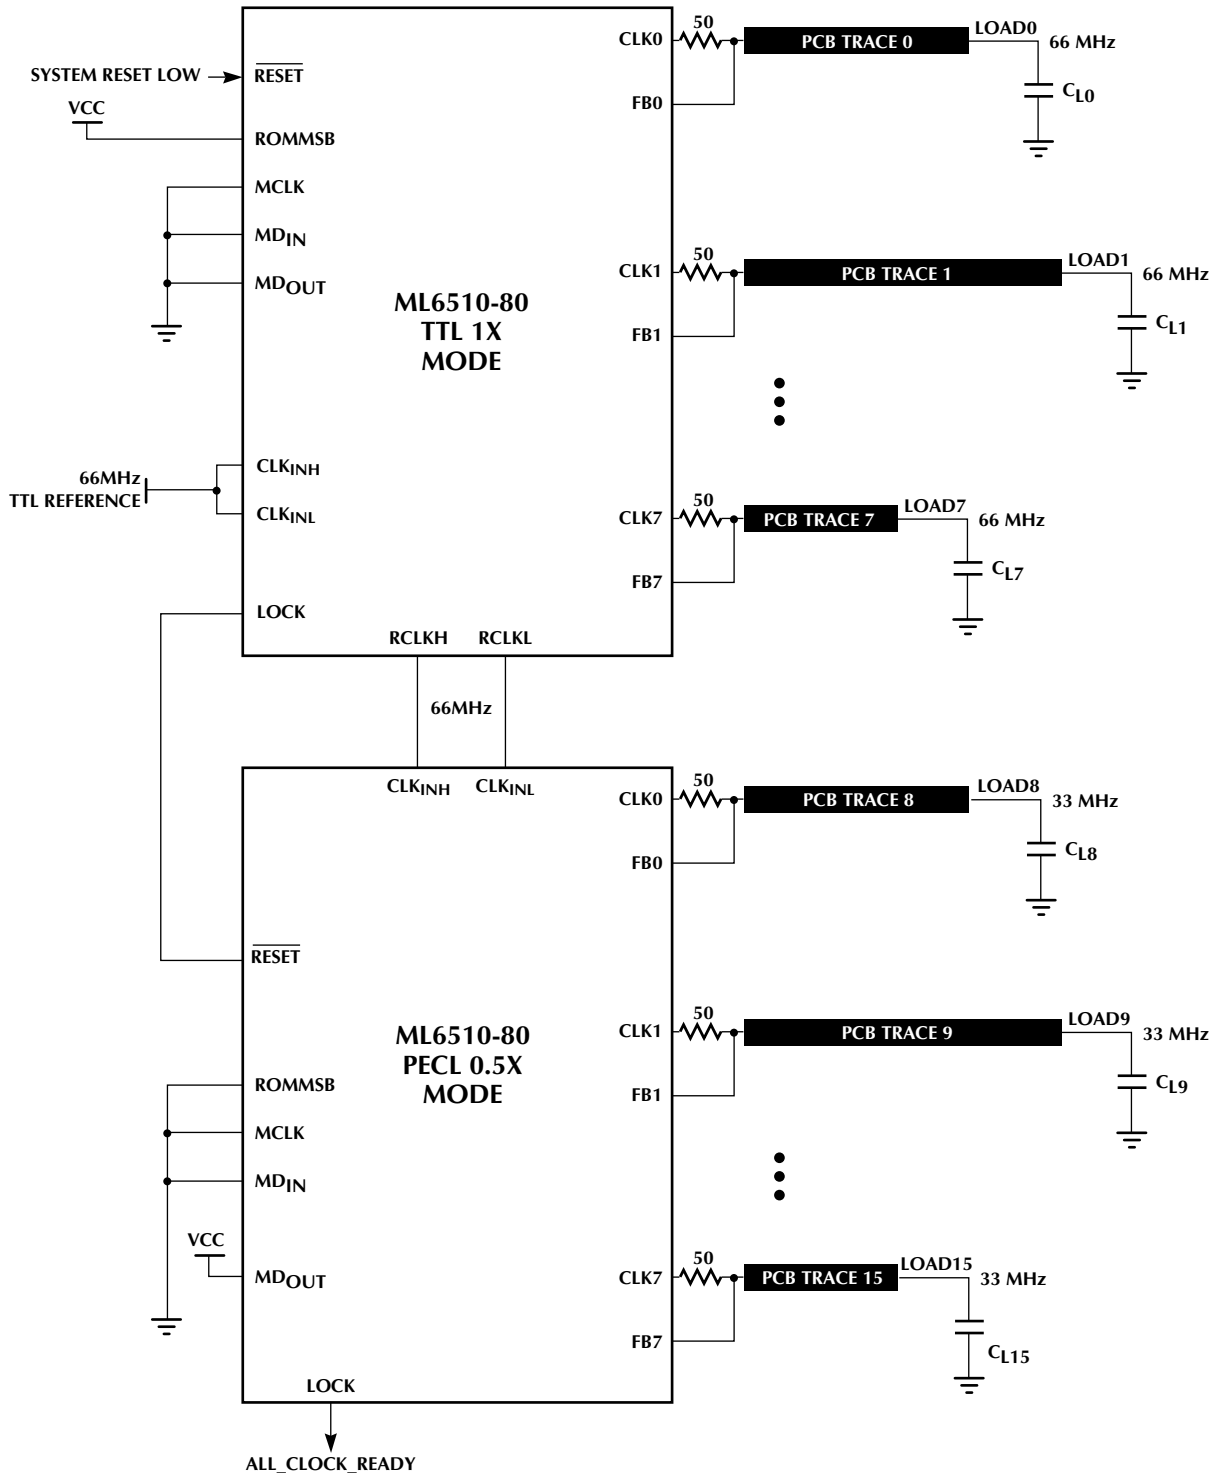 50
CLK0
PCB TRACE 0
LOAD0
66 MHz
SYSTEM RESET LOW
RESET
CL0
VCC
FB0
ROMMSB
MCLK
MDIN
MDOUT
50
CLK1
PCB TRACE 1
LOAD1
66 MHz
ML6510-80
TTL 1X
MODE
FB1
CL1
66MHz
TTL REFERENCE
CLKINH
CLKINL
50
CLK7
PCB TRACE 7
LOAD7
66 MHz
FB7
CL7
LOCK
RCLKH
RCLKL
66MHz
CLKINH
CLKINL
50
CLK0
PCB TRACE 8
LOAD8
33 MHz
FB0
CL8
RESET
50
CLK1
PCB TRACE 9
LOAD9
33 MHz
ML6510-80
PECL 0.5X
MODE
FB1
CL9
ROMMSB
MCLK
MDIN
VCC
MDOUT
50
CLK7
PCB TRACE 15
LOAD15
33 MHz
FB7
CL15
LOCK
ALL_CLOCK_READY